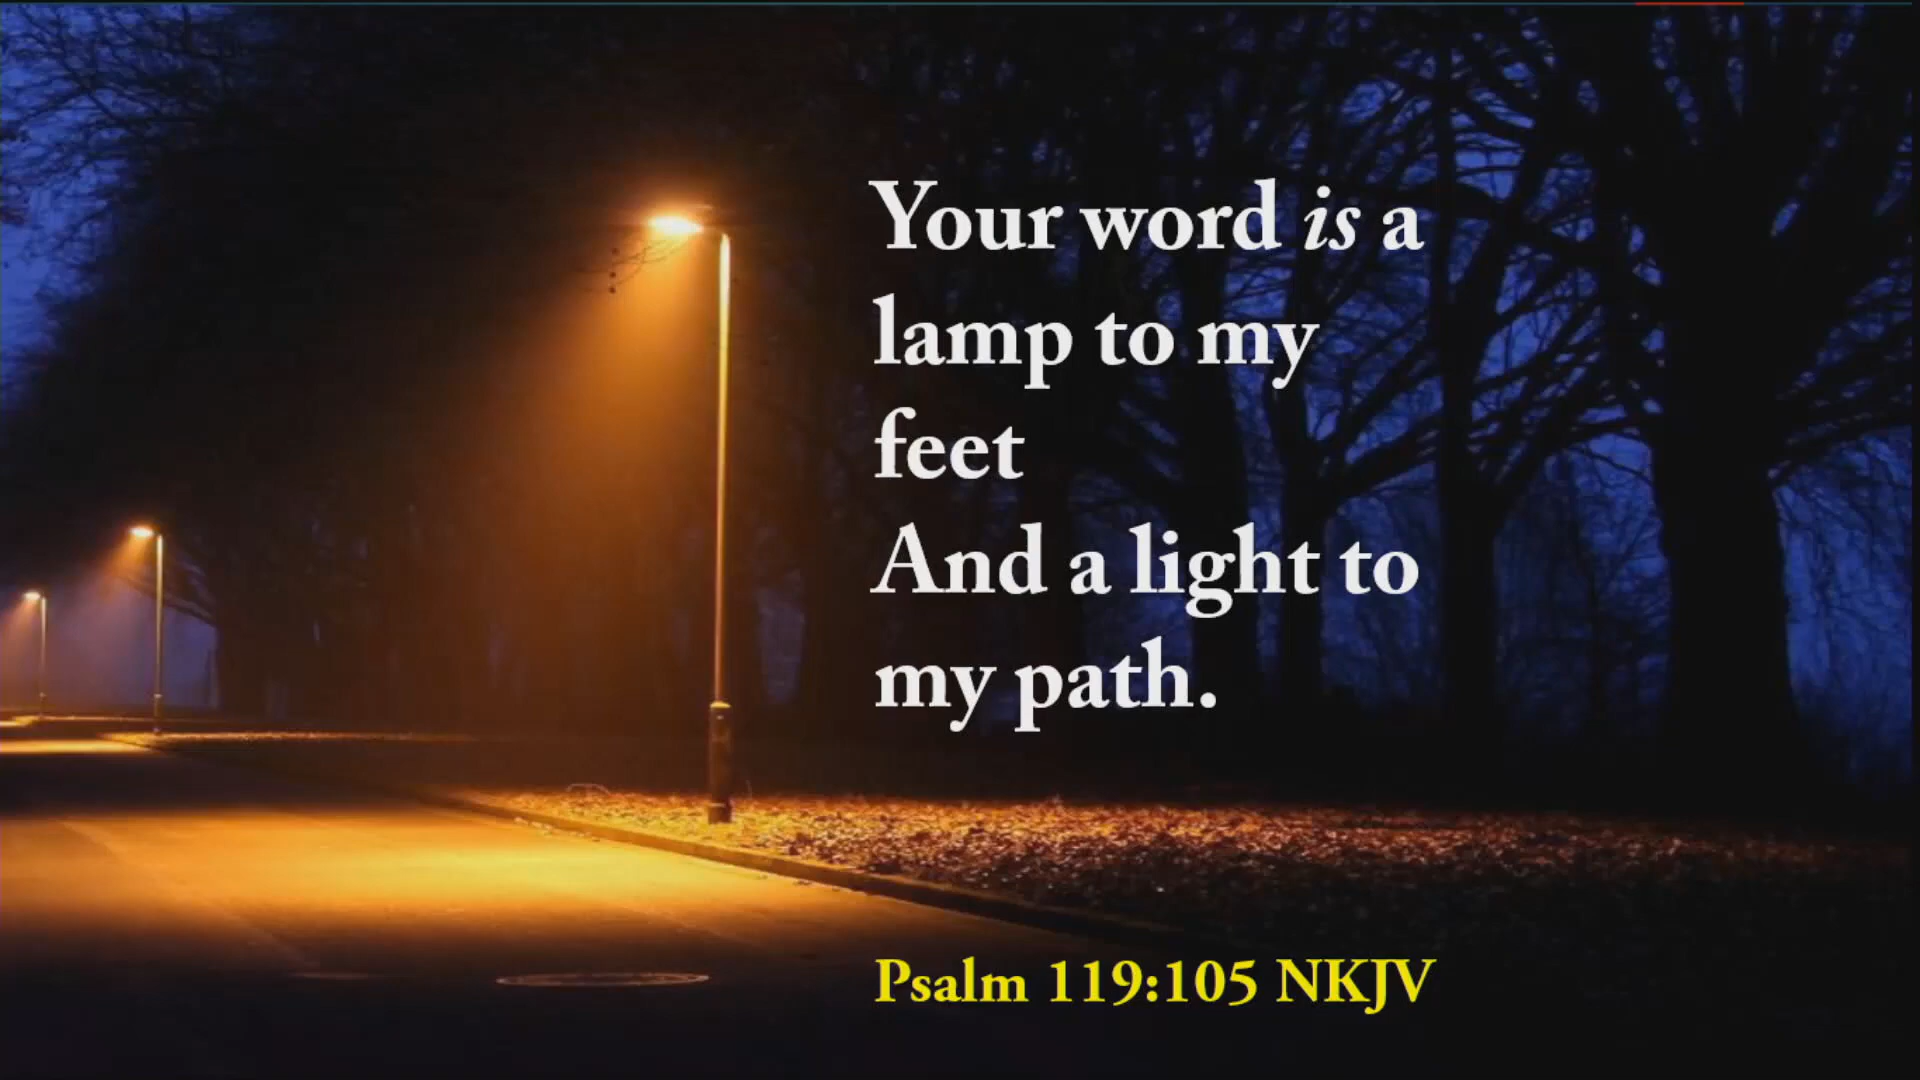 Your word is a
lamp to my
feet
And a light to
my path.
Psalm 119:105 NKJV